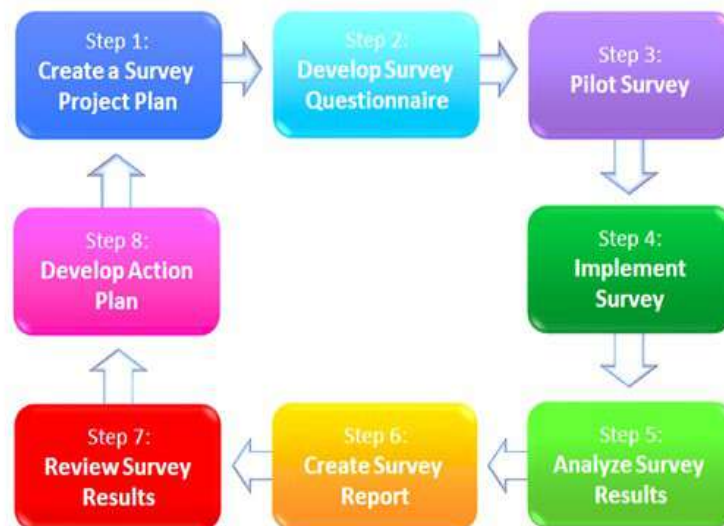 Step 1:
Create a Survey
Project Plan
Step 2:
Develop Survey
Questionnaire
Step 3:
Pilot Survey
Step 4:
Implement
Survey
Step 5:
Analyze Survey
Results
Step 6:
Create Survey
Report
Step 7:
Review Survey
Results
Step 8:
Develop Action
Plan